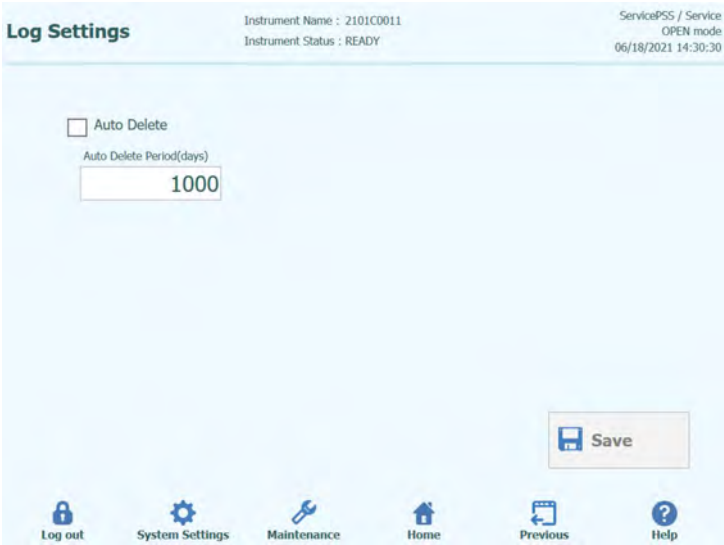 Log Settings
Instrument Name : 2101C0011
Instrument Status : READY
ServicePSS / Service
OPEN mode
06/18/2021 14:30:30
Auto Delete
Auto Delete Period(days)
1000
Save
Log out
System Settings
Maintenance
Home
Previous
Help